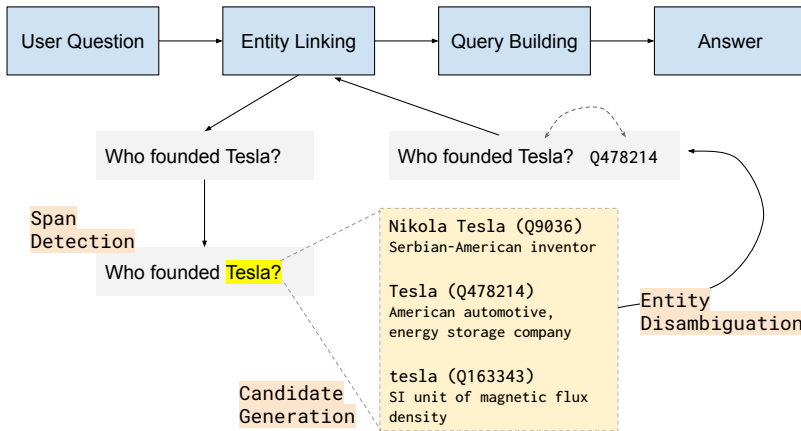 User Question
Entity Linking
Query Building
Answer
Who founded Tesla?
Who founded Tesla? Q478214
Span
Detection
Who founded Tesla?
Nikola Tesla (Q9036)
Serbian-American inventor
Tesla (Q478214)
American automotive,
energy storage company
tesla (Q163343)
SI unit of magnetic flux
density
Entity
Disambiguation
Candidate
Generation